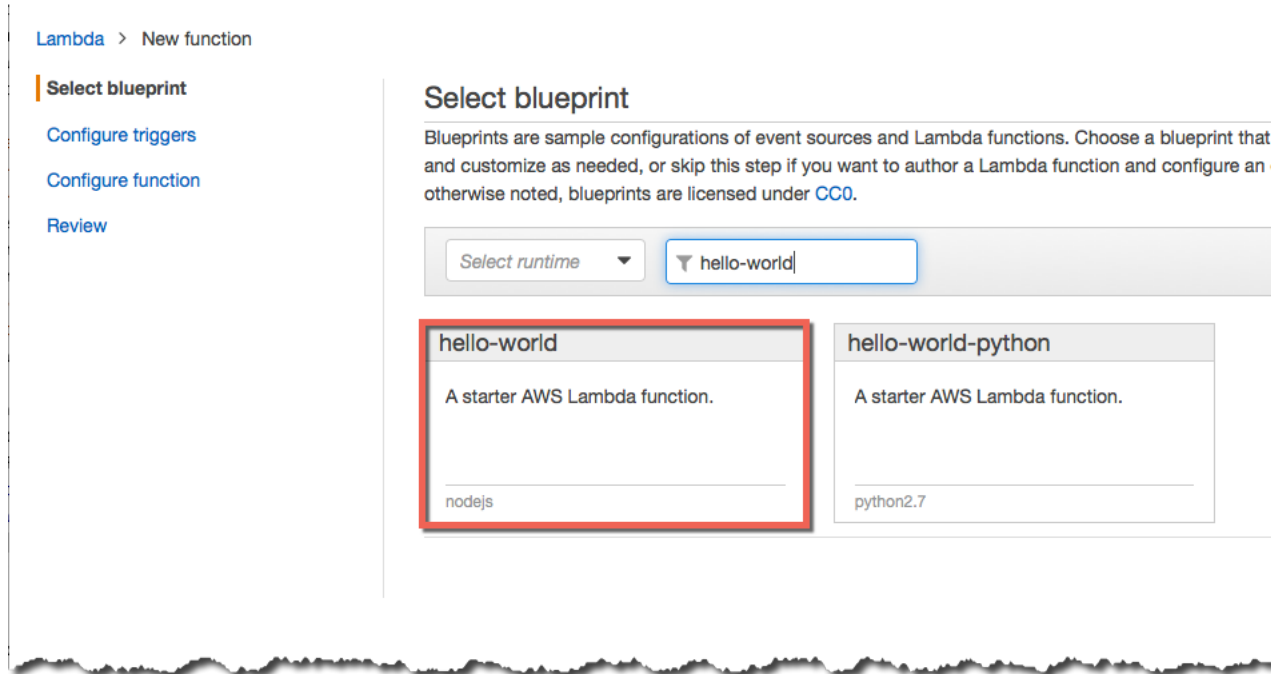 Lambda > New function
Select blueprint
Configure triggers
Configure function
Review
Select blueprint
Blueprints are sample configurations of event sources and Lambda functions. Choose a blueprint that
and customize as needed, or skip this step if you want to author a Lambda function and configure an
otherwise noted, blueprints are licensed under CC0.
Select runtime
hello-world
hello-world
A starter AWS Lambda function.
nodejs
hello-world-python
A starter AWS Lambda function.
python2.7